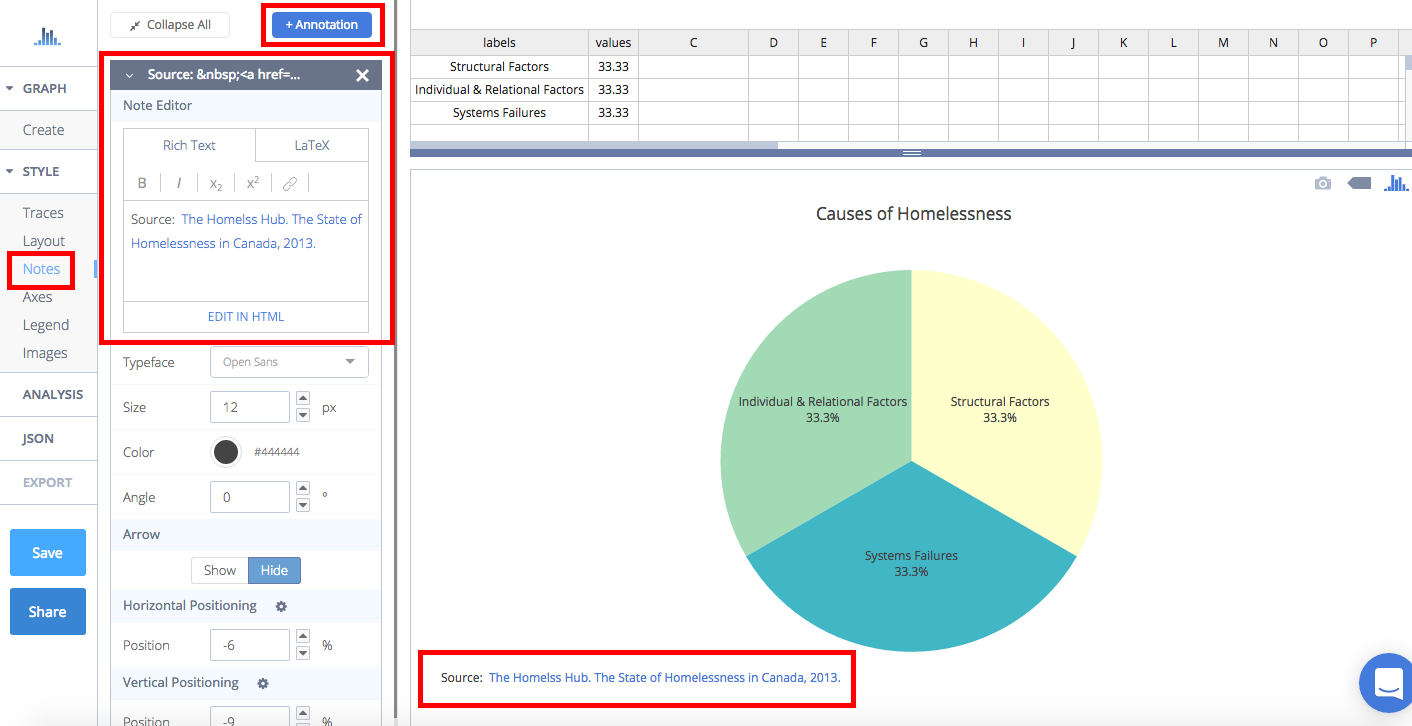 GRAPH
Create
STYLE
Traces
Layout
Notes
Axes
Legend
Images
ANALYSIS
JSON
EXPORT
Save
Share
Collapse All
+ Annotation
Source: &nbsp;<a href=...
Note Editor
Rich Text LaTeX
B I x2 x2
Source: The Homelss Hub. The State of
Homelessness in Canada, 2013.
EDIT IN HTML
Typeface Open Sans
Size 12 px
Color #444444
Angle 0 °
Arrow
Show Hide
Horizontal Positioning
Position -6 %
Vertical Positioning
Position -9 %
labels values C D E F G H I J K L M N O P
Structural Factors 33.33
Individual & Relational Factors 33.33
Systems Failures 33.33
Causes of Homelessness
Individual & Relational Factors
33.3%
Structural Factors
33.3%
Systems Failures
33.3%
Source: The Homelss Hub. The State of Homelessness in Canada, 2013.